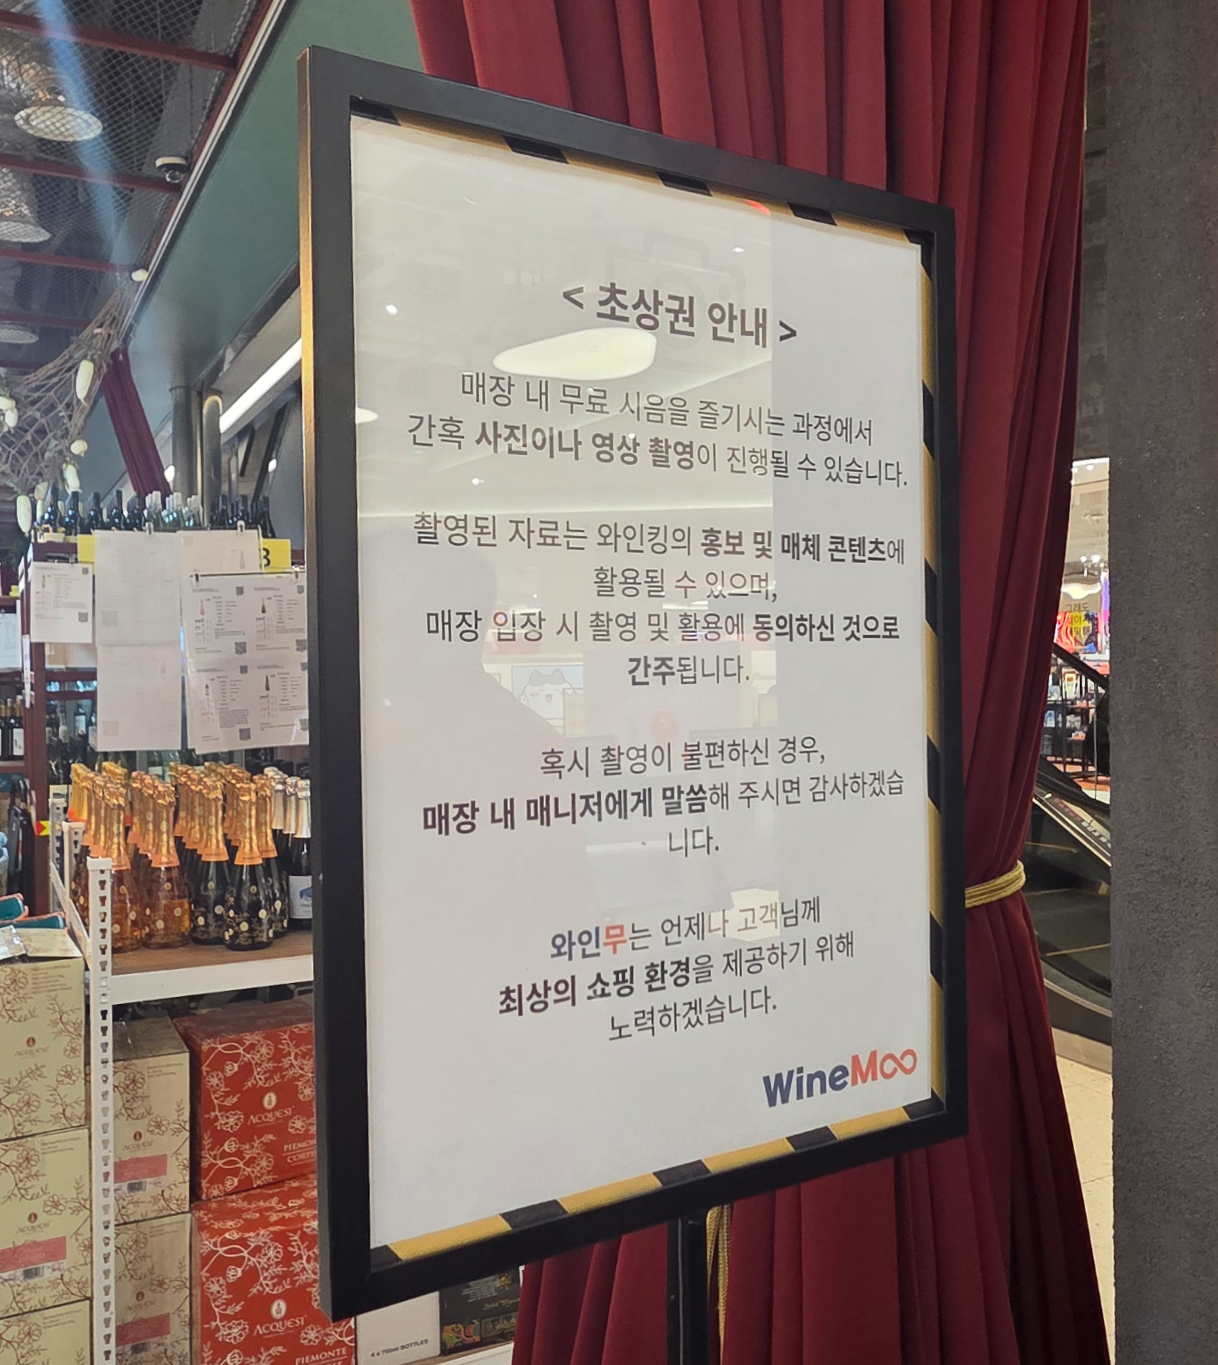 < 초상권 안내 >
매장 내 무료 시음을 즐기시는 과정에서
간혹 사진이나 영상 촬영이 진행될 수 있습니다.
촬영된 자료는 와인킹의 홍보 및 매체 콘텐츠에
활용될 수 있으며,
매장 입장 시 촬영 및 활용에 동의하신 것으로
간주됩니다.
혹시 촬영이 불편하신 경우,
매장 내 매니저에게 말씀해 주시면 감사하겠습
니다.
와인무는 언제나 고객님께
최상의 쇼핑 환경을 제공하기 위해
노력하겠습니다.
WineMoo
ACQUESI
PIEMONTE
ACQUESI
PIEMONTE
6 x 750ml BOTTLES